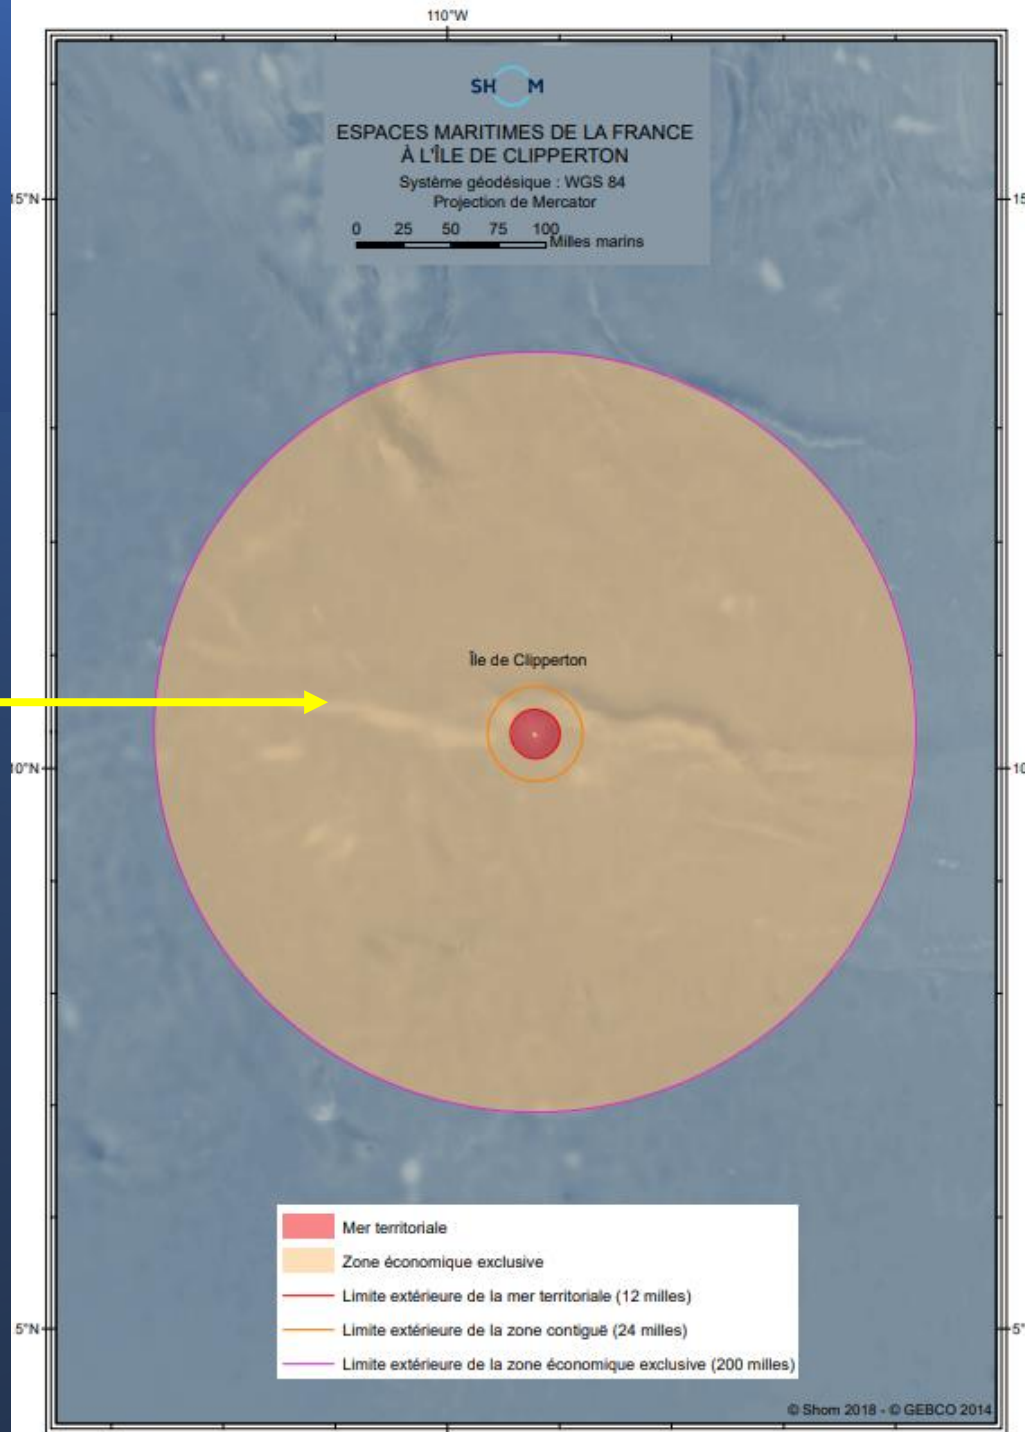 110°W
SHOM
ESPACES MARITIMES DE LA FRANCE
À L'ÎLE DE CLIPPERTON
Système géodésique : WGS 84
Projection de Mercator
0 25 50 75 100
Milles marins
15°N
15
Île de Clipperton
10°N
10
Mer territoriale
Zone économique exclusive
Limite extérieure de la mer territoriale (12 milles)
Limite extérieure de la zone contiguë (24 milles)
Limite extérieure de la zone économique exclusive (200 milles)
5°N
5°
© Shom 2018 - © GEBCO 2014